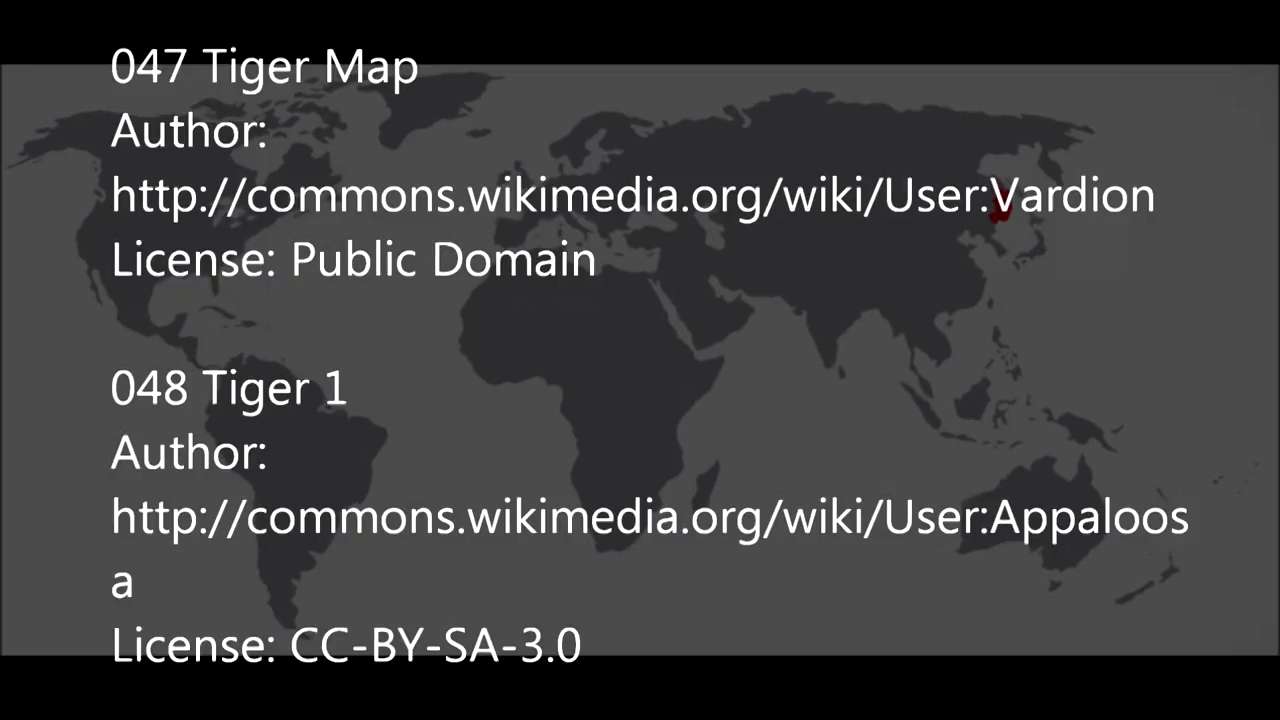 047 Tiger Map
Author:
http://commons.wikimedia.org/wiki/User:Vardion
License: Public Domain
048 Tiger 1
Author:
http://commons.wikimedia.org/wiki/User:Appaloos
a
License: CC-BY-SA-3.0